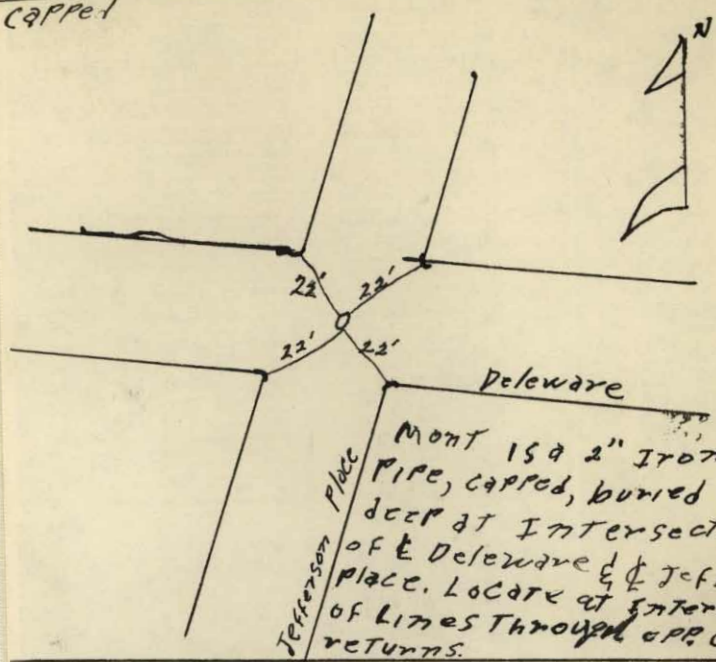 capped
N
22' 22'
22' 22'
Deleware
Jefferson Place
Mont is a 2" Iron
Pipe, capped, buried
deep at Intersect
of ℄ Deleware & ℄ Jeff
Place. Locate at Inter
of Lines Through opp. c
returns.